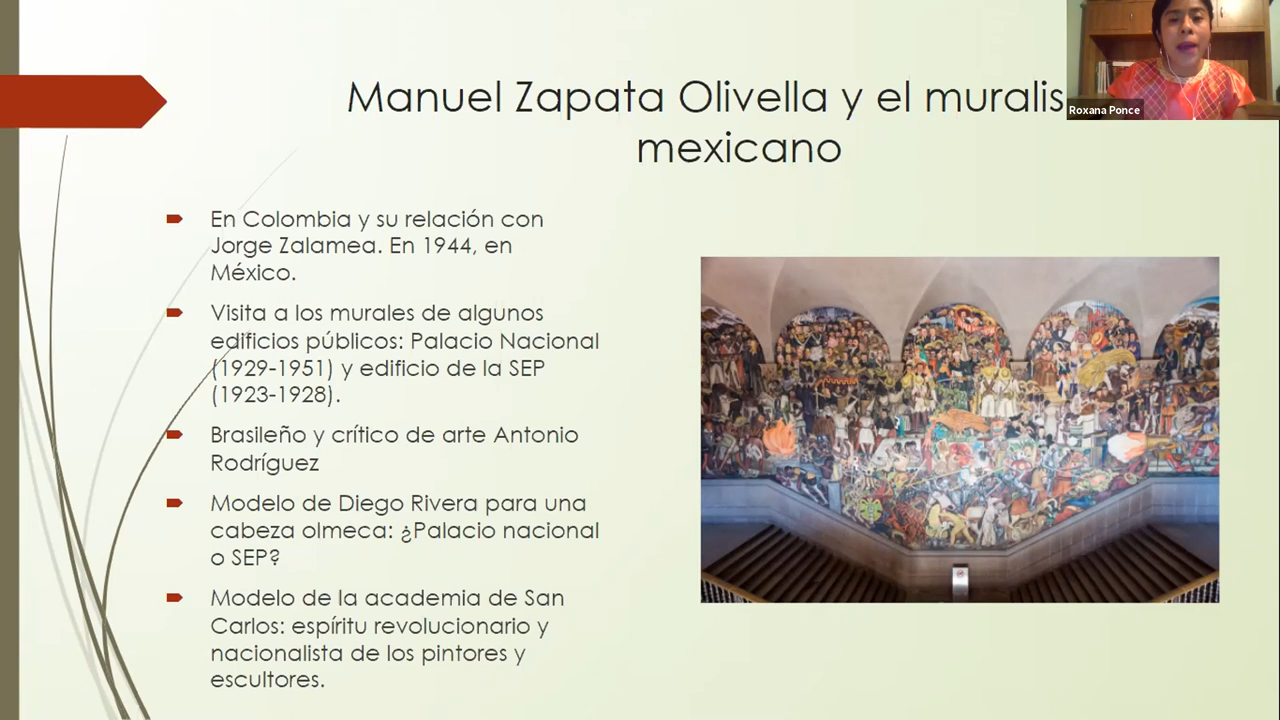 Manuel Zapata Olivella y el muralis
mexicano
Roxana Ponce
En Colombia y su relación con
Jorge Zalamea. En 1944, en
México.
Visita a los murales de algunos
edificios públicos: Palacio Nacional
(1929-1951) y edificio de la SEP
(1923-1928).
Brasileño y crítico de arte Antonio
Rodríguez
Modelo de Diego Rivera para una
cabeza olmeca: ¿Palacio nacional
o SEP?
Modelo de la academia de San
Carlos: espíritu revolucionario y
nacionalista de los pintores y
escultores.